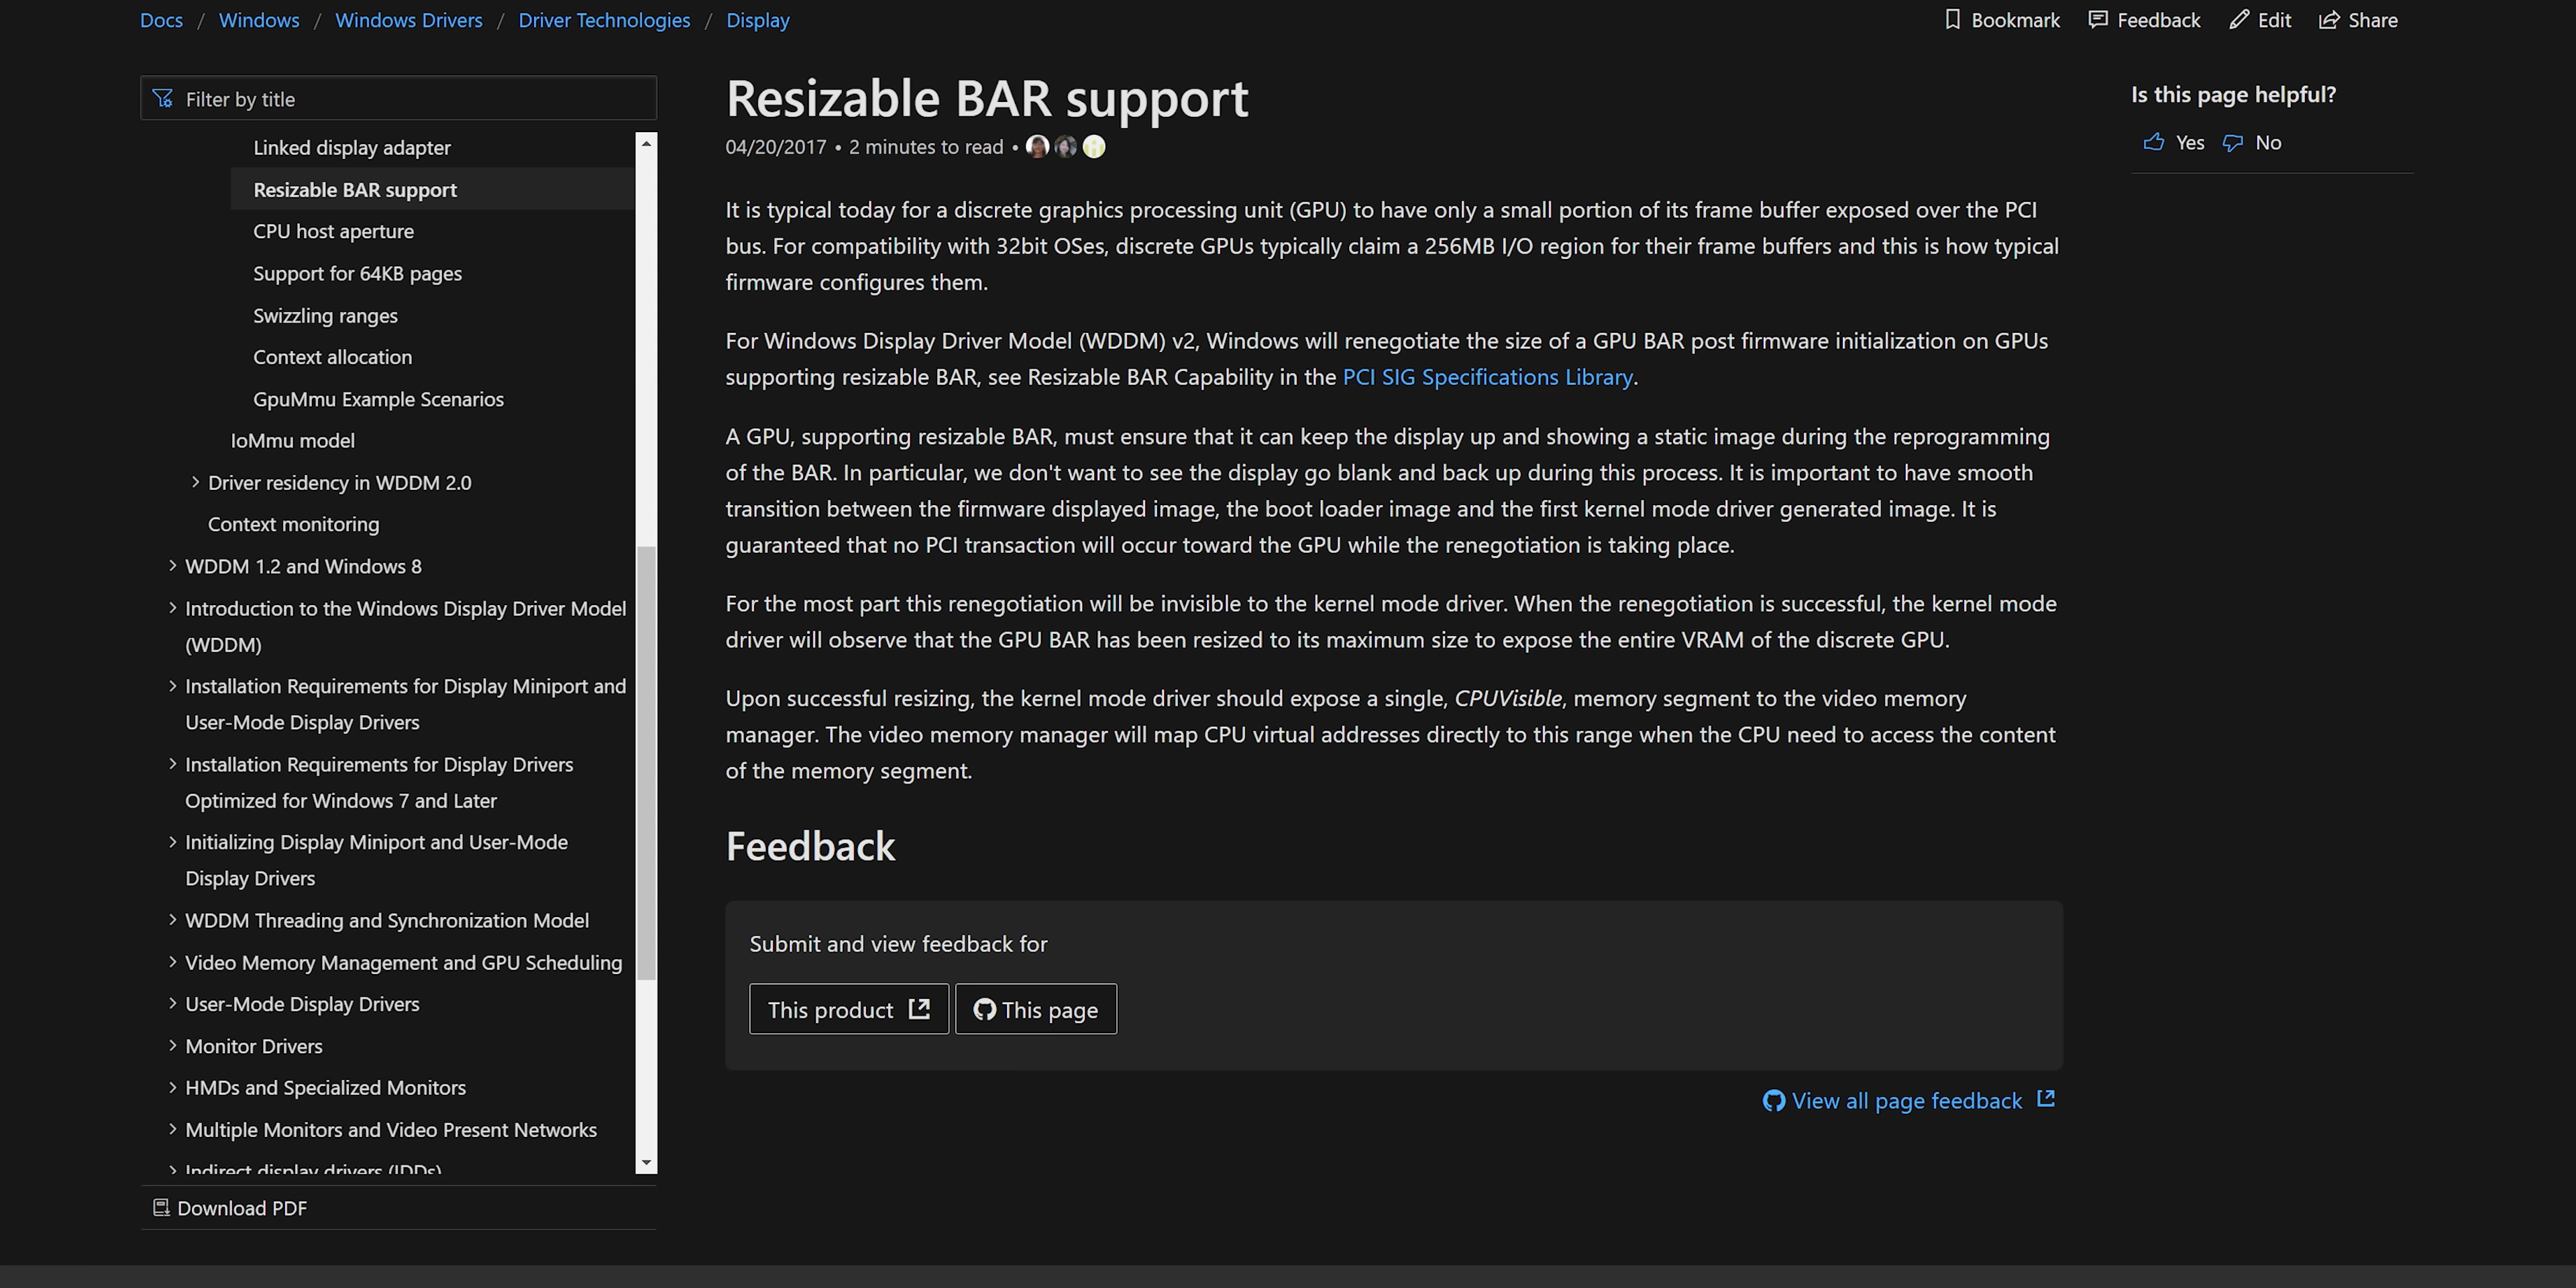 Docs / Windows / Windows Drivers / Driver Technologies / Display
Bookmark Feedback Edit Share
Filter by title
Linked display adapter
Resizable BAR support
CPU host aperture
Support for 64KB pages
Swizzling ranges
Context allocation
GpuMmu Example Scenarios
IoMmu model
Driver residency in WDDM 2.0
Context monitoring
WDDM 1.2 and Windows 8
Introduction to the Windows Display Driver Model
(WDDM)
Installation Requirements for Display Miniport and
User-Mode Display Drivers
Installation Requirements for Display Drivers
Optimized for Windows 7 and Later
Initializing Display Miniport and User-Mode
Display Drivers
WDDM Threading and Synchronization Model
Video Memory Management and GPU Scheduling
User-Mode Display Drivers
Monitor Drivers
HMDs and Specialized Monitors
Multiple Monitors and Video Present Networks
Indirect display drivers (IDDs)
Download PDF
Resizable BAR support
04/20/2017 • 2 minutes to read •
It is typical today for a discrete graphics processing unit (GPU) to have only a small portion of its frame buffer exposed over the PCI
bus. For compatibility with 32bit OSes, discrete GPUs typically claim a 256MB I/O region for their frame buffers and this is how typical
firmware configures them.
For Windows Display Driver Model (WDDM) v2, Windows will renegotiate the size of a GPU BAR post firmware initialization on GPUs
supporting resizable BAR, see Resizable BAR Capability in the PCI SIG Specifications Library.
A GPU, supporting resizable BAR, must ensure that it can keep the display up and showing a static image during the reprogramming
of the BAR. In particular, we don't want to see the display go blank and back up during this process. It is important to have smooth
transition between the firmware displayed image, the boot loader image and the first kernel mode driver generated image. It is
guaranteed that no PCI transaction will occur toward the GPU while the renegotiation is taking place.
For the most part this renegotiation will be invisible to the kernel mode driver. When the renegotiation is successful, the kernel mode
driver will observe that the GPU BAR has been resized to its maximum size to expose the entire VRAM of the discrete GPU.
Upon successful resizing, the kernel mode driver should expose a single, CPUVisible, memory segment to the video memory
manager. The video memory manager will map CPU virtual addresses directly to this range when the CPU need to access the content
of the memory segment.
Feedback
Submit and view feedback for
This product This page
View all page feedback
Is this page helpful?
Yes No